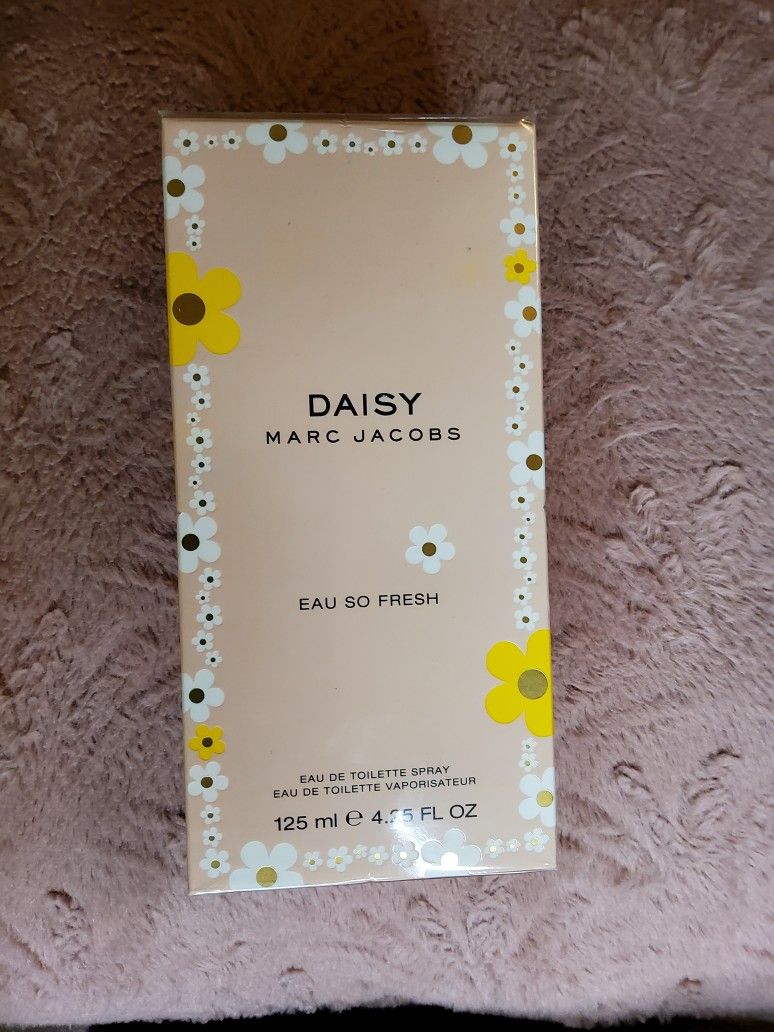 DAISY
MARC JACOBS
EAU SO FRESH
EAU DE TOILETTE SPRAY
EAU DE TOILETTE VAPORISATEUR
125 ml ℮ 4.25 FL OZ